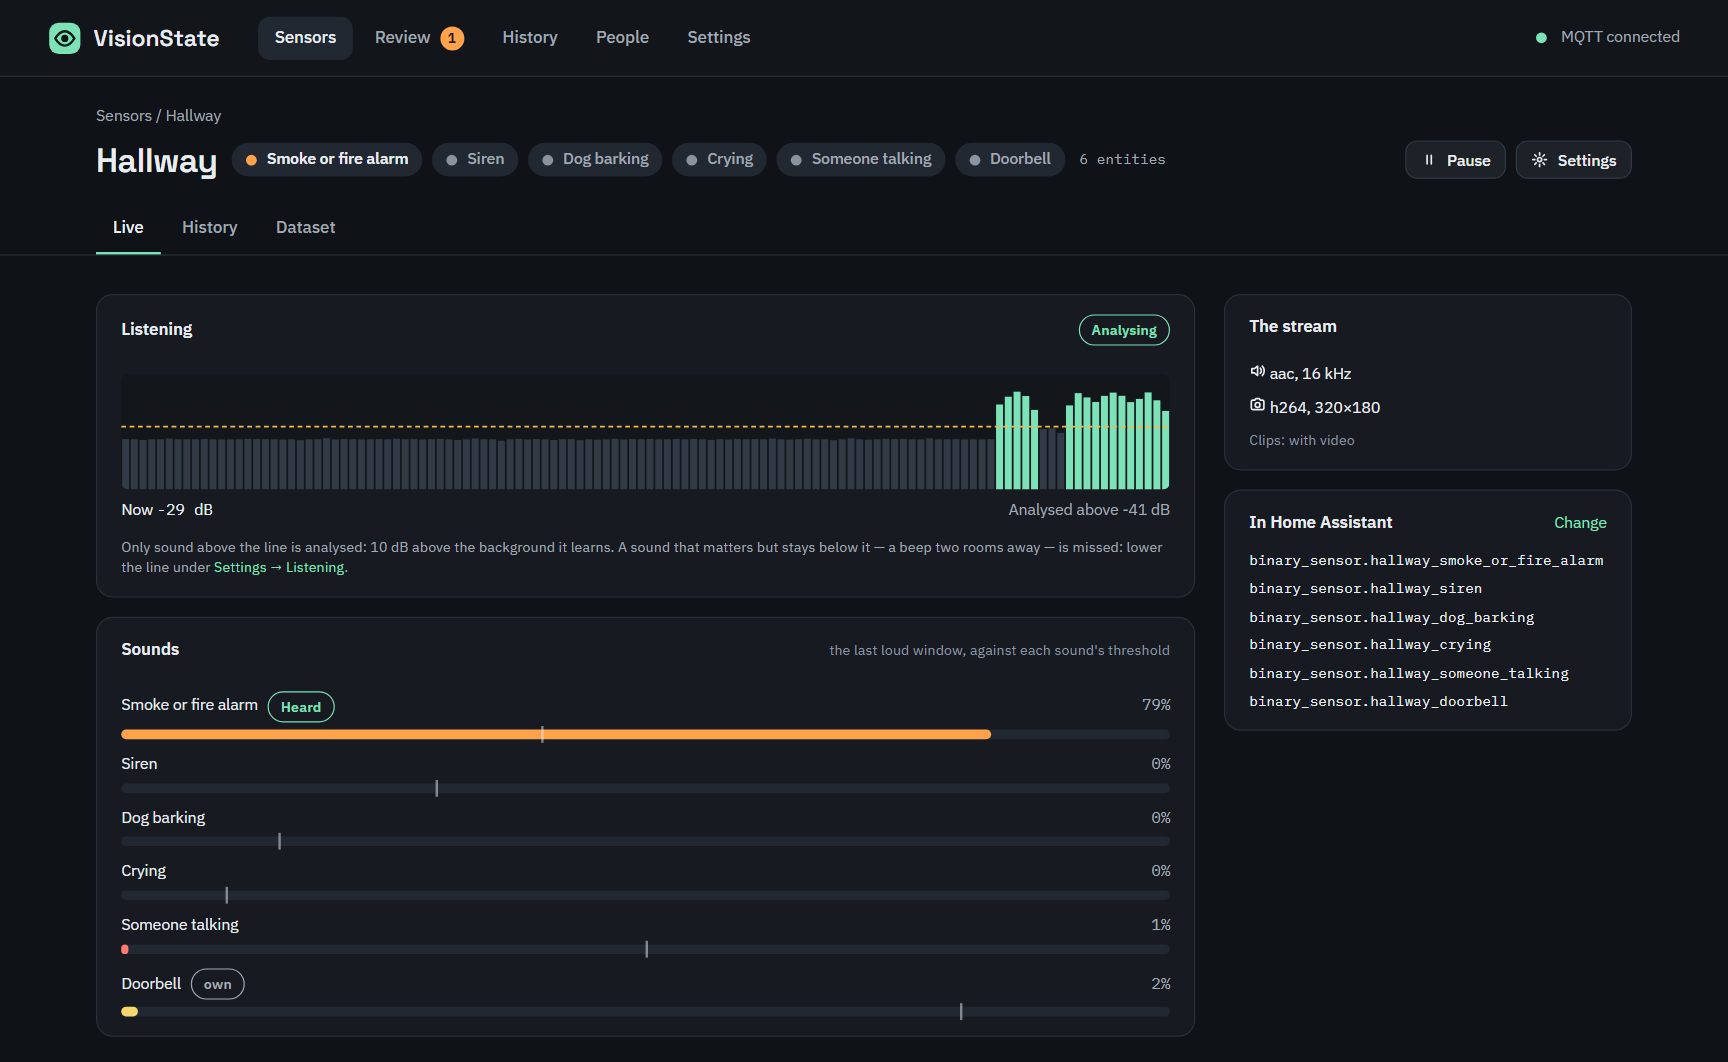 VisionState
Sensors
Review 1
History
People
Settings
MQTT connected
Sensors / Hallway
Hallway
Smoke or fire alarm
Siren
Dog barking
Crying
Someone talking
Doorbell
6 entities
Pause
Settings
Live
History
Dataset
Listening
Analysing
Now -29 dB
Analysed above -41 dB
Only sound above the line is analysed: 10 dB above the background it learns. A sound that matters but stays below it — a beep two rooms away — is missed: lower
the line under Settings → Listening.
Sounds
the last loud window, against each sound's threshold
Smoke or fire alarm Heard 79%
Siren 0%
Dog barking 0%
Crying 0%
Someone talking 1%
Doorbell own 2%
The stream
aac, 16 kHz
h264, 320×180
Clips: with video
In Home Assistant
Change
binary_sensor.hallway_smoke_or_fire_alarm
binary_sensor.hallway_siren
binary_sensor.hallway_dog_barking
binary_sensor.hallway_crying
binary_sensor.hallway_someone_talking
binary_sensor.hallway_doorbell